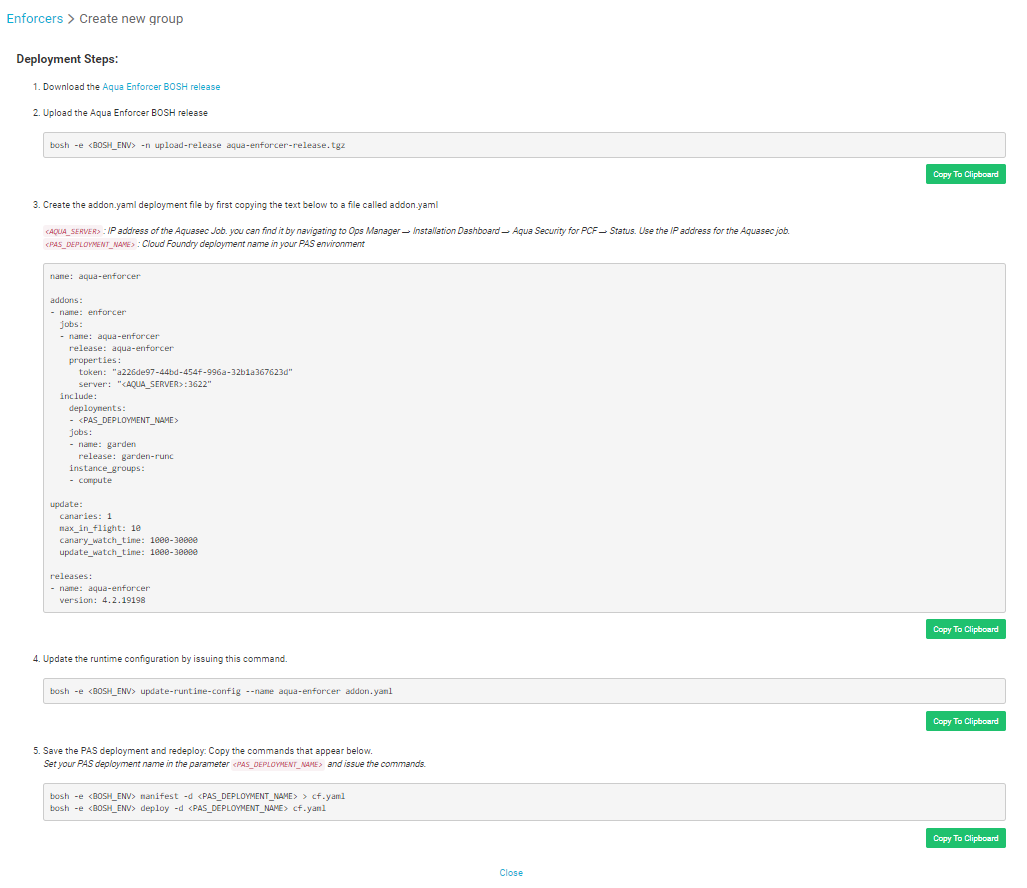 Enforcers > Create new group
Deployment Steps:
1. Download the Aqua Enforcer BOSH release
2. Upload the Aqua Enforcer BOSH release
bosh -e <BOSH_ENV> -n upload-release aqua-enforcer-release.tgz
Copy To Clipboard
3. Create the addon.yaml deployment file by first copying the text below to a file called addon.yaml
<AQUA_SERVER> : IP address of the Aquasec Job. you can find it by navigating to Ops Manager → Installation Dashboard → Aqua Security for PCF → Status. Use the IP address for the Aquasec job.
<PAS_DEPLOYMENT_NAME> : Cloud Foundry deployment name in your PAS environment
name: aqua-enforcer
addons:
- name: enforcer
  jobs:
  - name: aqua-enforcer
    release: aqua-enforcer
    properties:
      token: "a226de97-44bd-454f-996a-32b1a367623d"
      server: "<AQUA_SERVER>:3622"
  include:
    deployments:
    - <PAS_DEPLOYMENT_NAME>
    jobs:
    - name: garden
      release: garden-runc
    instance_groups:
    - compute
update:
  canaries: 1
  max_in_flight: 10
  canary_watch_time: 1000-30000
  update_watch_time: 1000-30000
releases:
- name: aqua-enforcer
  version: 4.2.19198
Copy To Clipboard
4. Update the runtime configuration by issuing this command.
bosh -e <BOSH_ENV> update-runtime-config --name aqua-enforcer addon.yaml
Copy To Clipboard
5. Save the PAS deployment and redeploy: Copy the commands that appear below.
Set your PAS deployment name in the parameter <PAS_DEPLOYMENT_NAME> and issue the commands.
bosh -e <BOSH_ENV> manifest -d <PAS_DEPLOYMENT_NAME> > cf.yaml
bosh -e <BOSH_ENV> deploy -d <PAS_DEPLOYMENT_NAME> cf.yaml
Copy To Clipboard
Close